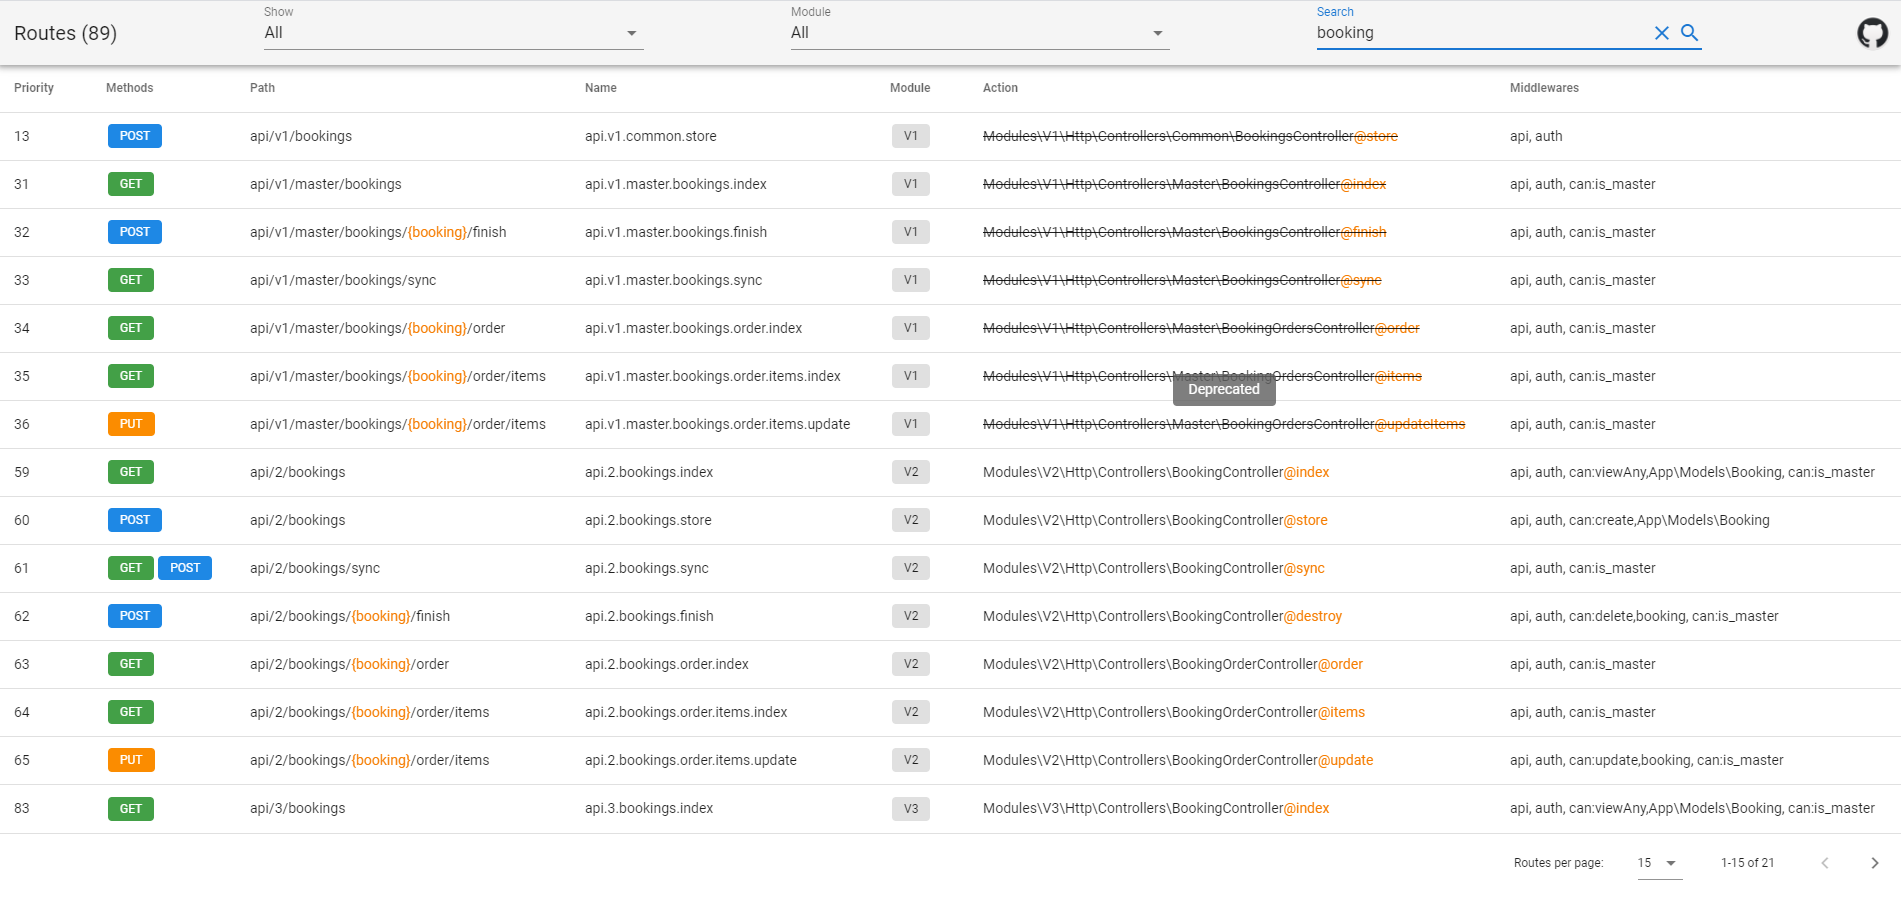 Routes (89)
Show
All
Module
All
Search
booking
Priority Methods Path Name Module Action Middlewares
13 POST api/v1/bookings api.v1.common.store V1 Modules\V1\Http\Controllers\Common\BookingsController@store api, auth
31 GET api/v1/master/bookings api.v1.master.bookings.index V1 Modules\V1\Http\Controllers\Master\BookingsController@index api, auth, can:is_master
32 POST api/v1/master/bookings/{booking}/finish api.v1.master.bookings.finish V1 Modules\V1\Http\Controllers\Master\BookingsController@finish api, auth, can:is_master
33 GET api/v1/master/bookings/sync api.v1.master.bookings.sync V1 Modules\V1\Http\Controllers\Master\BookingsController@sync api, auth, can:is_master
34 GET api/v1/master/bookings/{booking}/order api.v1.master.bookings.order.index V1 Modules\V1\Http\Controllers\Master\BookingOrdersController@order api, auth, can:is_master
35 GET api/v1/master/bookings/{booking}/order/items api.v1.master.bookings.order.items.index V1 Modules\V1\Http\Controllers\Master\BookingOrdersController@items api, auth, can:is_master
Deprecated
36 PUT api/v1/master/bookings/{booking}/order/items api.v1.master.bookings.order.items.update V1 Modules\V1\Http\Controllers\Master\BookingOrdersController@updateItems api, auth, can:is_master
59 GET api/2/bookings api.2.bookings.index V2 Modules\V2\Http\Controllers\BookingController@index api, auth, can:viewAny,App\Models\Booking, can:is_master
60 POST api/2/bookings api.2.bookings.store V2 Modules\V2\Http\Controllers\BookingController@store api, auth, can:create,App\Models\Booking
61 GET POST api/2/bookings/sync api.2.bookings.sync V2 Modules\V2\Http\Controllers\BookingController@sync api, auth, can:is_master
62 POST api/2/bookings/{booking}/finish api.2.bookings.finish V2 Modules\V2\Http\Controllers\BookingController@destroy api, auth, can:delete,booking, can:is_master
63 GET api/2/bookings/{booking}/order api.2.bookings.order.index V2 Modules\V2\Http\Controllers\BookingOrderController@order api, auth, can:is_master
64 GET api/2/bookings/{booking}/order/items api.2.bookings.order.items.index V2 Modules\V2\Http\Controllers\BookingOrderController@items api, auth, can:is_master
65 PUT api/2/bookings/{booking}/order/items api.2.bookings.order.items.update V2 Modules\V2\Http\Controllers\BookingOrderController@update api, auth, can:update,booking, can:is_master
83 GET api/3/bookings api.3.bookings.index V3 Modules\V3\Http\Controllers\BookingController@index api, auth, can:viewAny,App\Models\Booking, can:is_master
Routes per page: 15 1-15 of 21